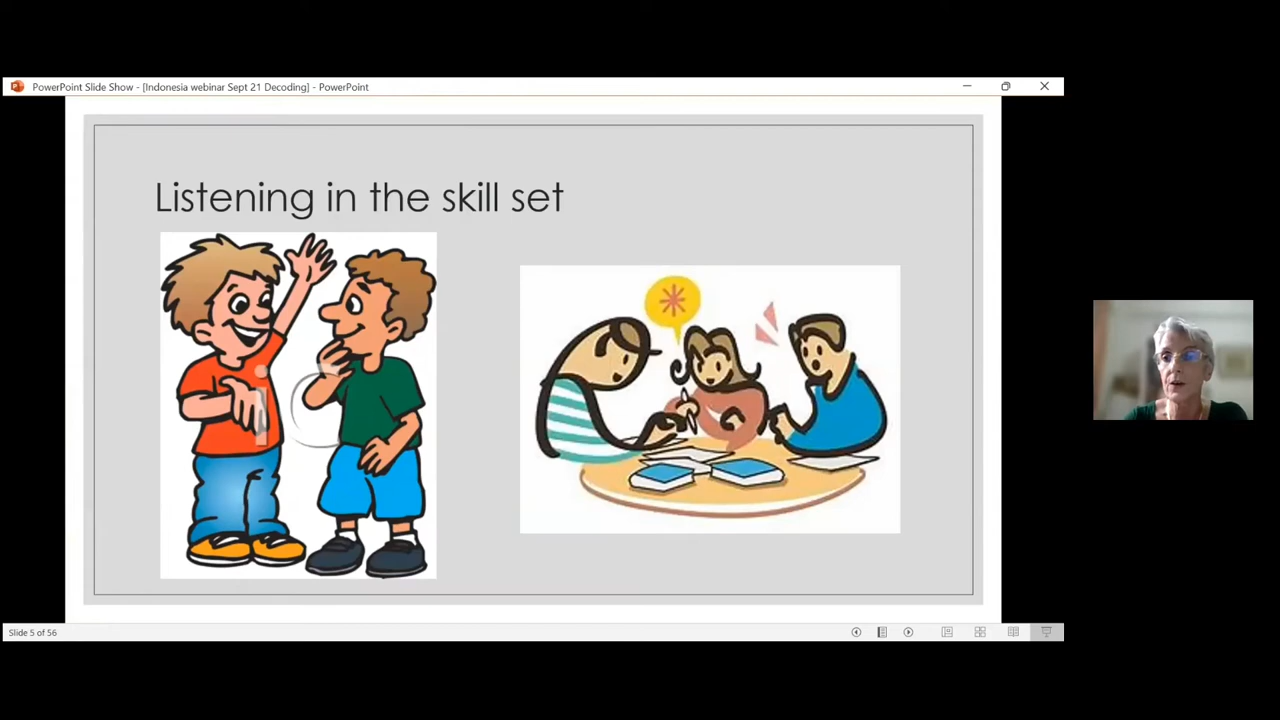 PowerPoint Slide Show - [Indonesia webinar Sept 21 Decoding] - PowerPoint
Listening in the skill set
Slide 5 of 56